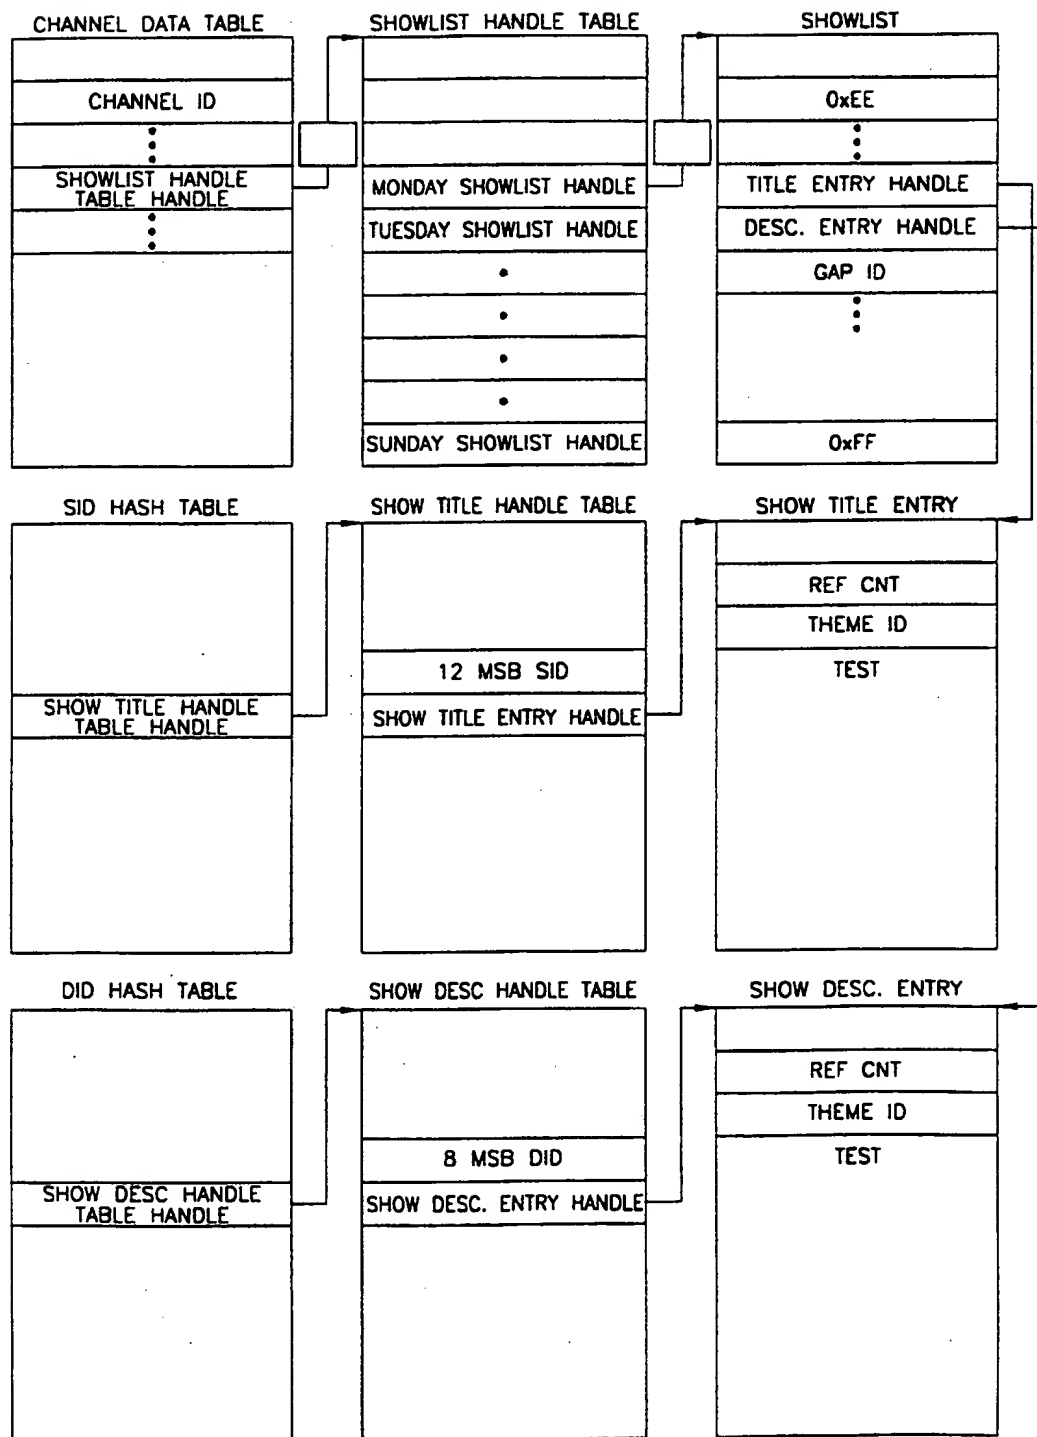 CHANNEL DATA TABLE
CHANNEL ID
SHOWLIST HANDLE
TABLE HANDLE
SHOWLIST HANDLE TABLE
MONDAY SHOWLIST HANDLE
TUESDAY SHOWLIST HANDLE
SUNDAY SHOWLIST HANDLE
SHOWLIST
0xEE
TITLE ENTRY HANDLE
DESC. ENTRY HANDLE
GAP ID
0xFF
SID HASH TABLE
SHOW TITLE HANDLE
TABLE HANDLE
SHOW TITLE HANDLE TABLE
12 MSB SID
SHOW TITLE ENTRY HANDLE
SHOW TITLE ENTRY
REF CNT
THEME ID
TEST
DID HASH TABLE
SHOW DESC HANDLE
TABLE HANDLE
SHOW DESC HANDLE TABLE
8 MSB DID
SHOW DESC. ENTRY HANDLE
SHOW DESC. ENTRY
REF CNT
THEME ID
TEST